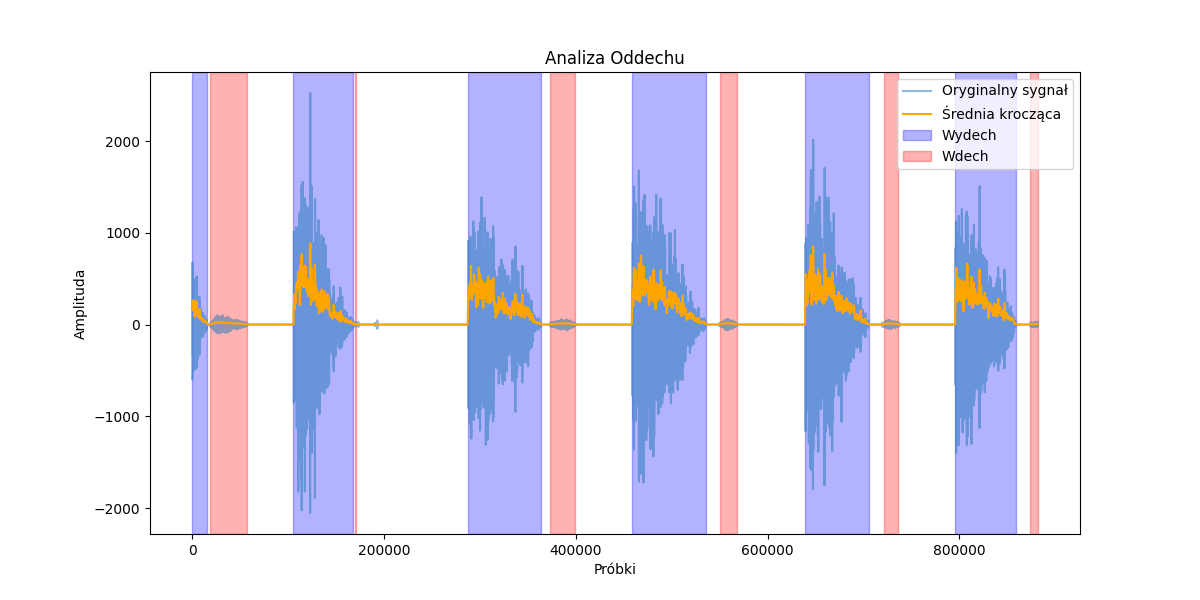 Analiza Oddechu
Oryginalny sygnał
Średnia krocząca
Wydech
Wdech
Amplituda
2000
1000
0
−1000
−2000
0
200000
400000
600000
800000
Próbki